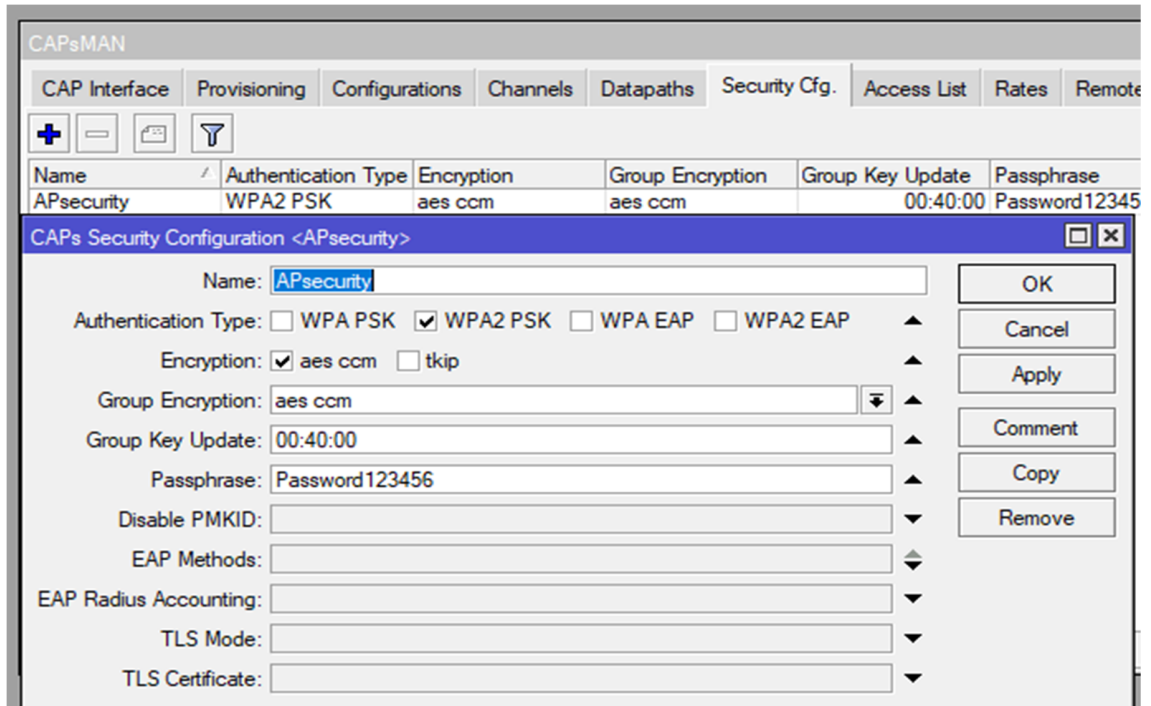 CAPsMAN
CAP Interface Provisioning Configurations Channels Datapaths Security Cfg. Access List Rates Remote
Name Authentication Type Encryption Group Encryption Group Key Update Passphrase
APsecurity WPA2 PSK aes ccm aes ccm 00:40:00 Password12345
CAPs Security Configuration <APsecurity>
Name: APsecurity OK
Authentication Type: WPA PSK WPA2 PSK WPA EAP WPA2 EAP Cancel
Encryption: aes ccm tkip Apply
Group Encryption: aes ccm
Group Key Update: 00:40:00 Comment
Passphrase: Password123456 Copy
Disable PMKID: Remove
EAP Methods:
EAP Radius Accounting:
TLS Mode:
TLS Certificate: